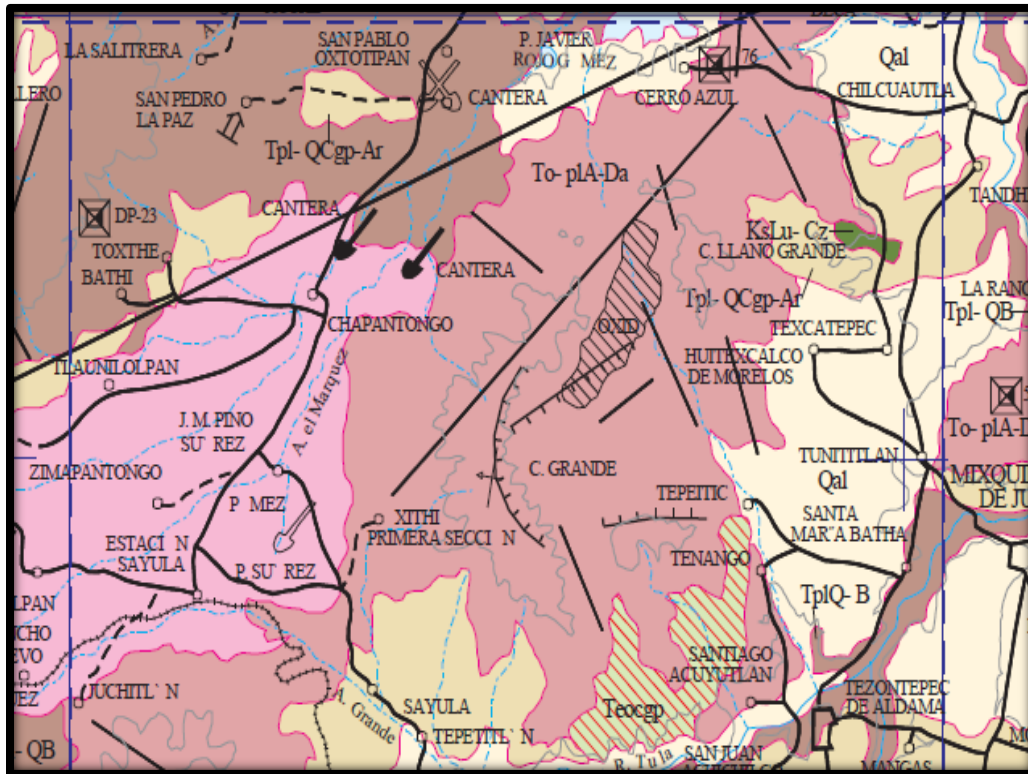 LA SALITRERA
SAN PABLO
OXTOTIPAN
P. JAVIER
ROJO G MÉZ
76
Qal
CHILCUAUTLA
LLERO
SAN PEDRO
LA PAZ
CANTERA
CERRO AZUL
Tpl- QCgp-Ar
To- plA-Da
TANDH
CANTERA
DP-23
TOXTHE
BATHI
KsLu- Cz
C. LLANO GRANDE
CANTERA
Tpl- QCgp-Ar
LA RANC
Tpl- QB
CHAPANTONGO
OXID
TEXCATEPEC
HUITEXCALCO
DE MORELOS
TLAUNILOLPAN
A. el Marquez
J. M. PINO
SU´ REZ
To- plA-D
TUNITITLAN
ZIMAPANTONGO
C. GRANDE
Qal
MIXQUI
DE JU
P MEZ
TEPEITIC
XITHI
PRIMERA SECCI N
SANTA
MAR˝A BATHA
ESTACI N
SAYULA
TENANGO
P. SU´ REZ
TplQ- B
LPAN
CHO
EVO
UEZ
JUCHITL´ N
SANTIAGO
ACUYUTLAN
A. Grande
SAYULA
Teocgp
TEZONTEPEC
DE ALDAMA
TEPETITL´ N
- QB
R. Tula
SAN JUAN
MANGAS